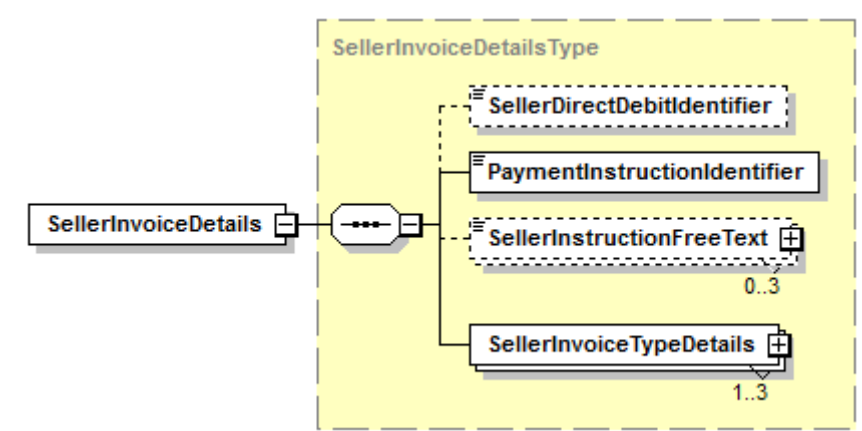 SellerInvoiceDetailsType
SellerDirectDebitIdentifier
PaymentInstructionIdentifier
SellerInvoiceDetails
SellerInstructionFreeText
0..3
SellerInvoiceTypeDetails
1..3